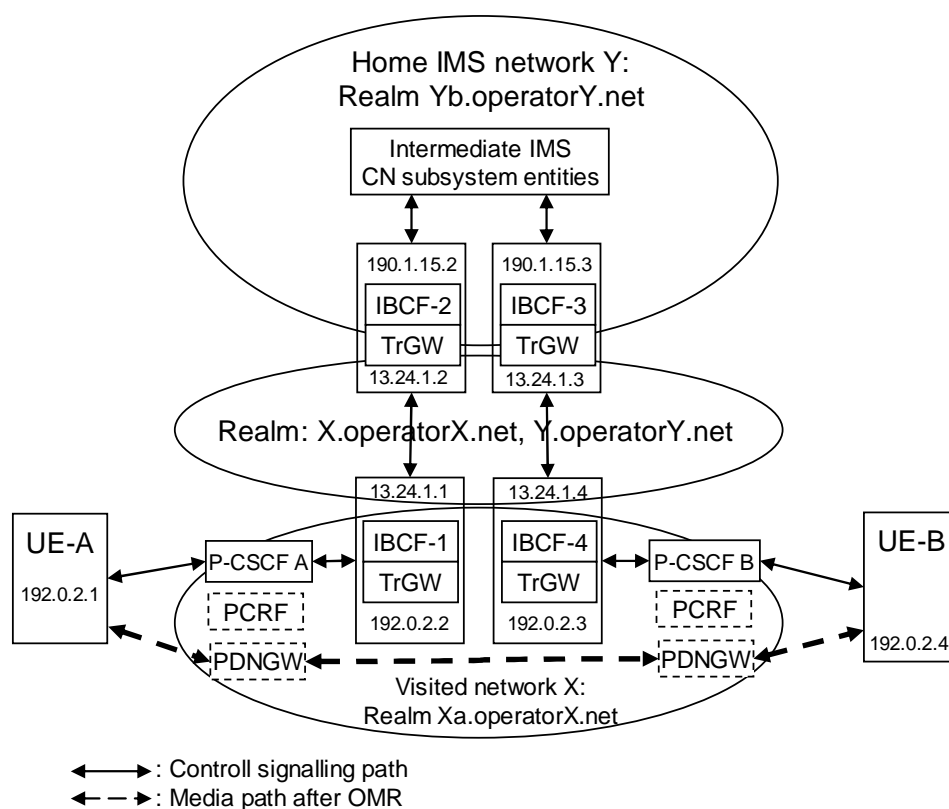 Home IMS network Y:
Realm Yb.operatorY.net
Intermediate IMS
CN subsystem entities
190.1.15.2
190.1.15.3
IBCF-2
IBCF-3
TrGW
TrGW
13.24.1.2
13.24.1.3
Realm: X.operatorX.net, Y.operatorY.net
13.24.1.1
13.24.1.4
UE-A
192.0.2.1
P-CSCF A
IBCF-1
IBCF-4
P-CSCF B
UE-B
192.0.2.4
TrGW
TrGW
PCRF
PCRF
192.0.2.2
192.0.2.3
PDNGW
PDNGW
Visited network X:
Realm Xa.operatorX.net
: Controll signalling path
: Media path after OMR